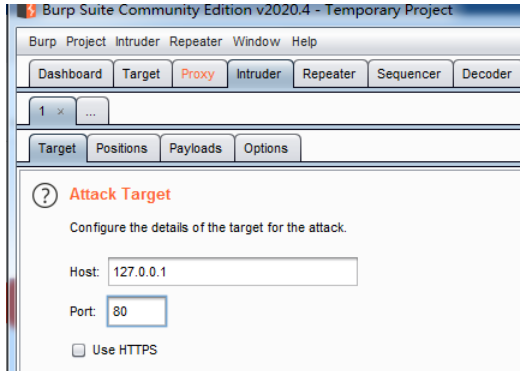 Burp Suite Community Edition v2020.4 - Temporary Project
Burp Project Intruder Repeater Window Help
Dashboard Target Proxy Intruder Repeater Sequencer Decoder
1 × ...
Target Positions Payloads Options
? Attack Target
Configure the details of the target for the attack.
Host: 127.0.0.1
Port: 80
Use HTTPS